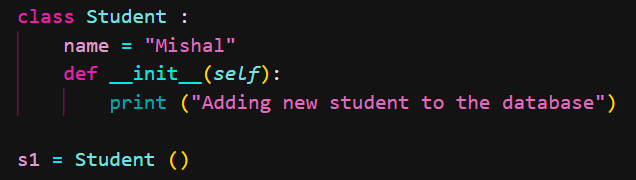 class Student :
    name = "Mishal"
    def __init__(self):
        print ("Adding new student to the database")

s1 = Student ()